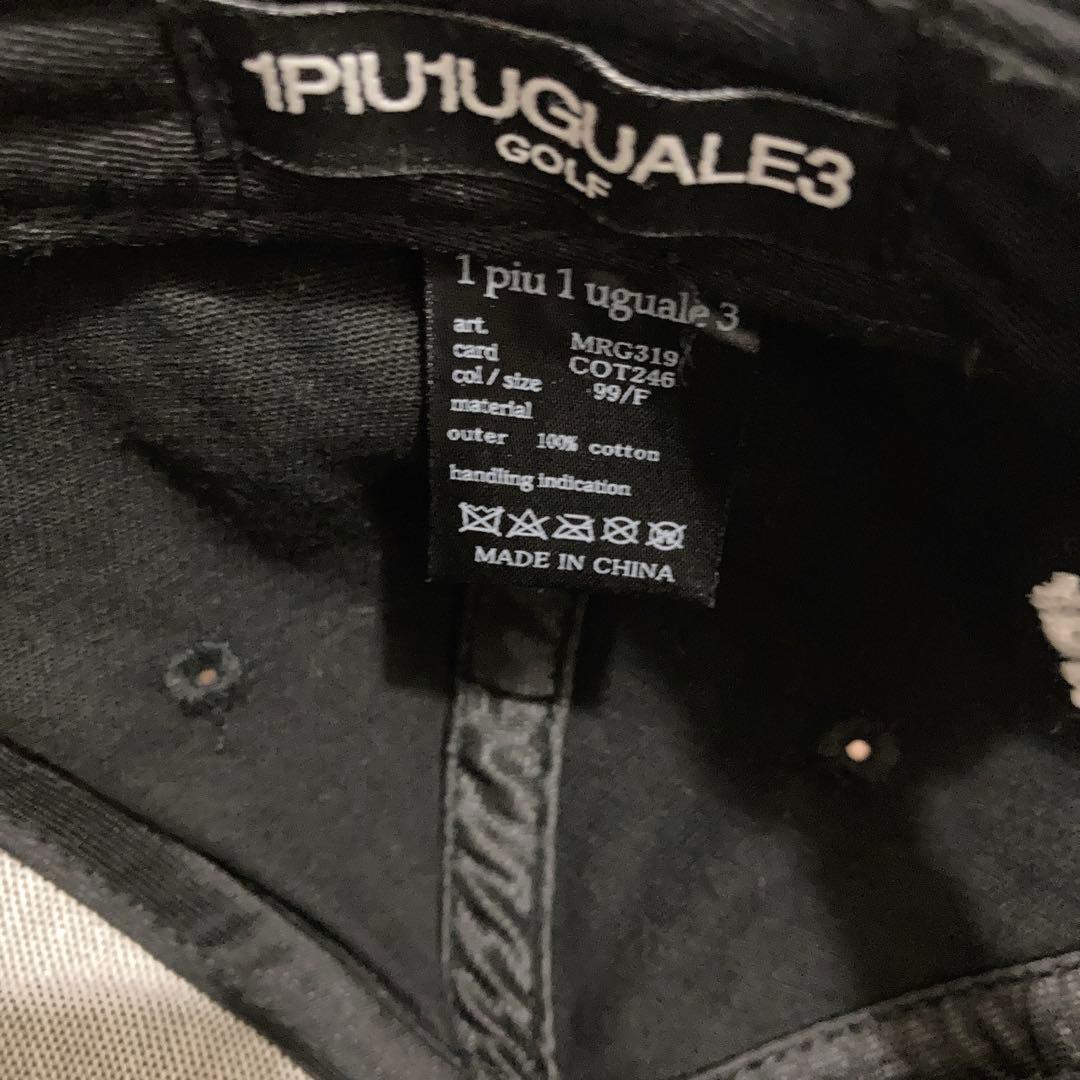 1PIU1UGUALE3
GOLF
1 piu 1 uguale 3
art. MRG319
card COT246
col/size 99/F
material
outer 100% cotton
handling indication
MADE IN CHINA